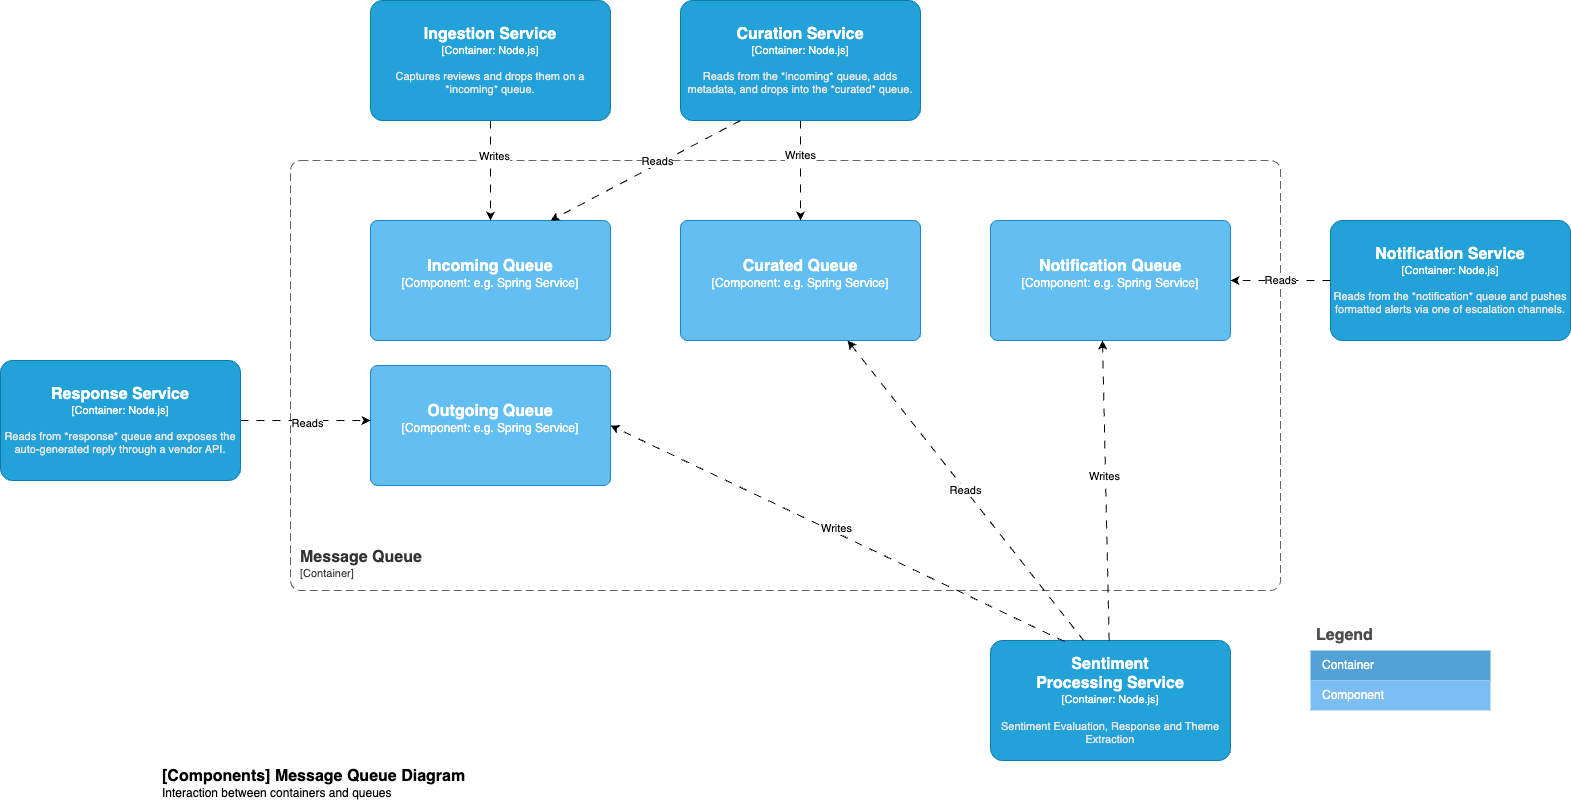 Ingestion Service
[Container: Node.js]
Captures reviews and drops them on a
*incoming* queue.
Curation Service
[Container: Node.js]
Reads from the *incoming* queue, adds
metadata, and drops into the *curated* queue.
Writes
Reads
Writes
Incoming Queue
[Component: e.g. Spring Service]
Curated Queue
[Component: e.g. Spring Service]
Notification Queue
[Component: e.g. Spring Service]
Reads
Notification Service
[Container: Node.js]
Reads from the *notification* queue and pushes
formatted alerts via one of escalation channels.
Response Service
[Container: Node.js]
Reads from *response* queue and exposes the
auto-generated reply through a vendor API.
Reads
Outgoing Queue
[Component: e.g. Spring Service]
Writes
Reads
Writes
Message Queue
[Container]
Sentiment
Processing Service
[Container: Node.js]
Sentiment Evaluation, Response and Theme
Extraction
Legend
Container
Component
[Components] Message Queue Diagram
Interaction between containers and queues